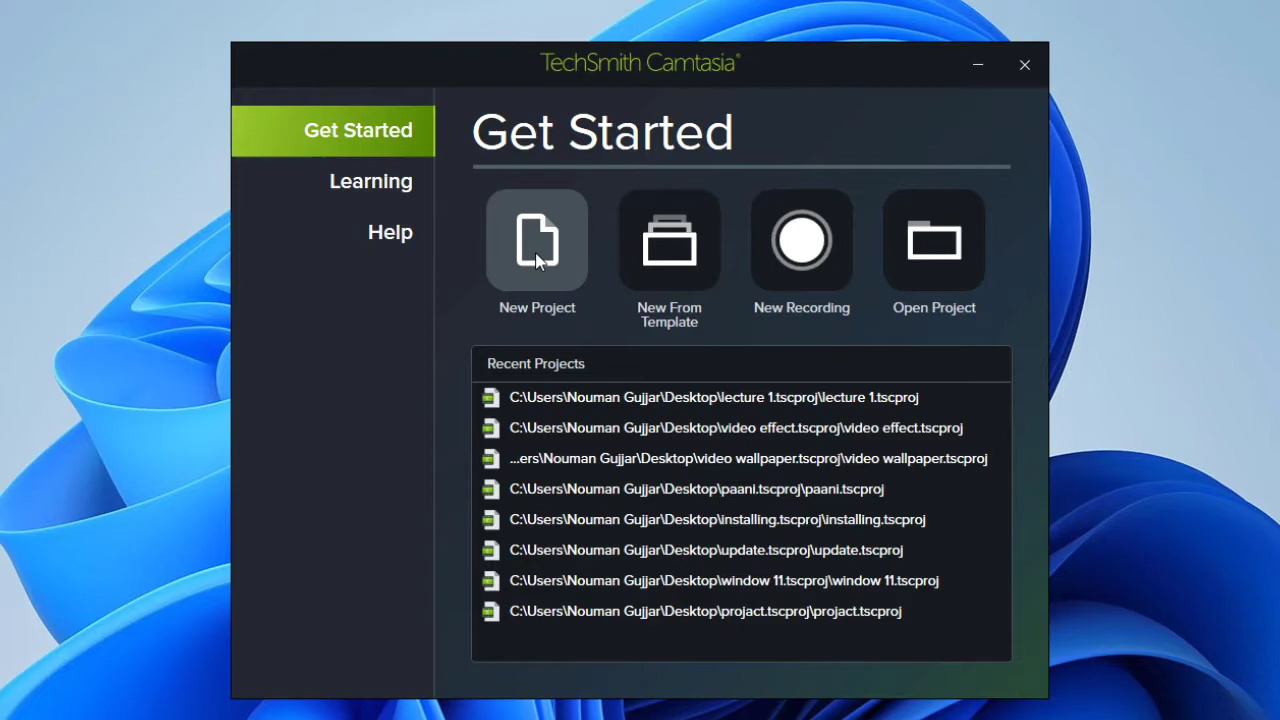 TechSmith Camtasia®
Get Started
Learning
Help
Get Started
New Project
New From
Template
New Recording
Open Project
Recent Projects
C:\Users\Nouman Gujjar\Desktop\lecture 1.tscproj\lecture 1.tscproj
C:\Users\Nouman Gujjar\Desktop\video effect.tscproj\video effect.tscproj
...ers\Nouman Gujjar\Desktop\video wallpaper.tscproj\video wallpaper.tscproj
C:\Users\Nouman Gujjar\Desktop\paani.tscproj\paani.tscproj
C:\Users\Nouman Gujjar\Desktop\installing.tscproj\installing.tscproj
C:\Users\Nouman Gujjar\Desktop\update.tscproj\update.tscproj
C:\Users\Nouman Gujjar\Desktop\window 11.tscproj\window 11.tscproj
C:\Users\Nouman Gujjar\Desktop\projact.tscproj\projact.tscproj